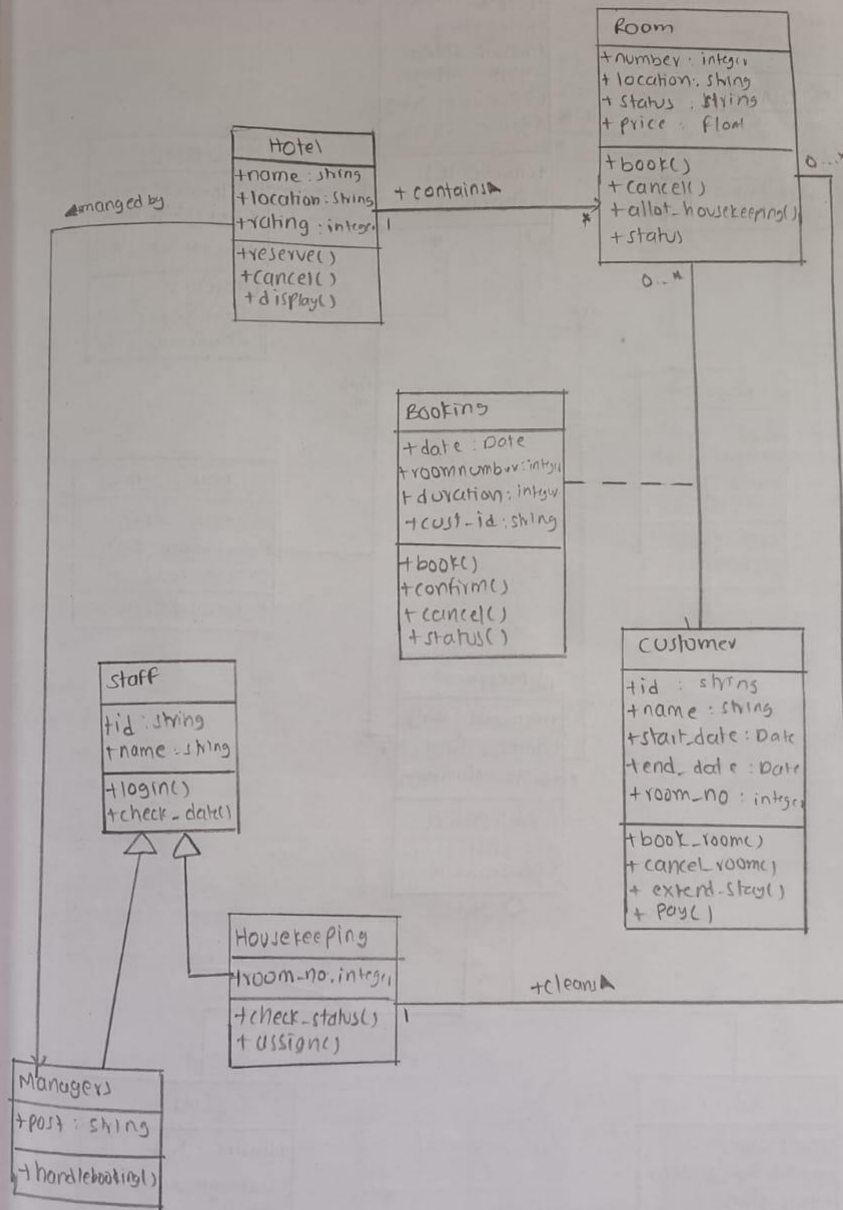 Room
+number : integer
+location : string
+ status : string
+ price : float
+book()
+cancel()
+allot_housekeeping()
+status
0...*
0...*
Hotel
+name : string
+location : string
+rating : integer
+reserve()
+cancel()
+display()
manged by
+ contains
1
*
Booking
+date : Date
+roomnumber : integer
+duration : integer
+cust_id : string
+book()
+confirm()
+cancel()
+status()
Customer
+id : string
+name : string
+start_date : Date
+end_date : Date
+room_no : integer
+book_room()
+cancel_room()
+ extend_stay()
+ pay()
Staff
+id : string
+name : string
+login()
+check_date()
Housekeeping
+room_no : integer
+check_status()
+assign()
1
+cleans
Managers
+post : string
+handlebooking()